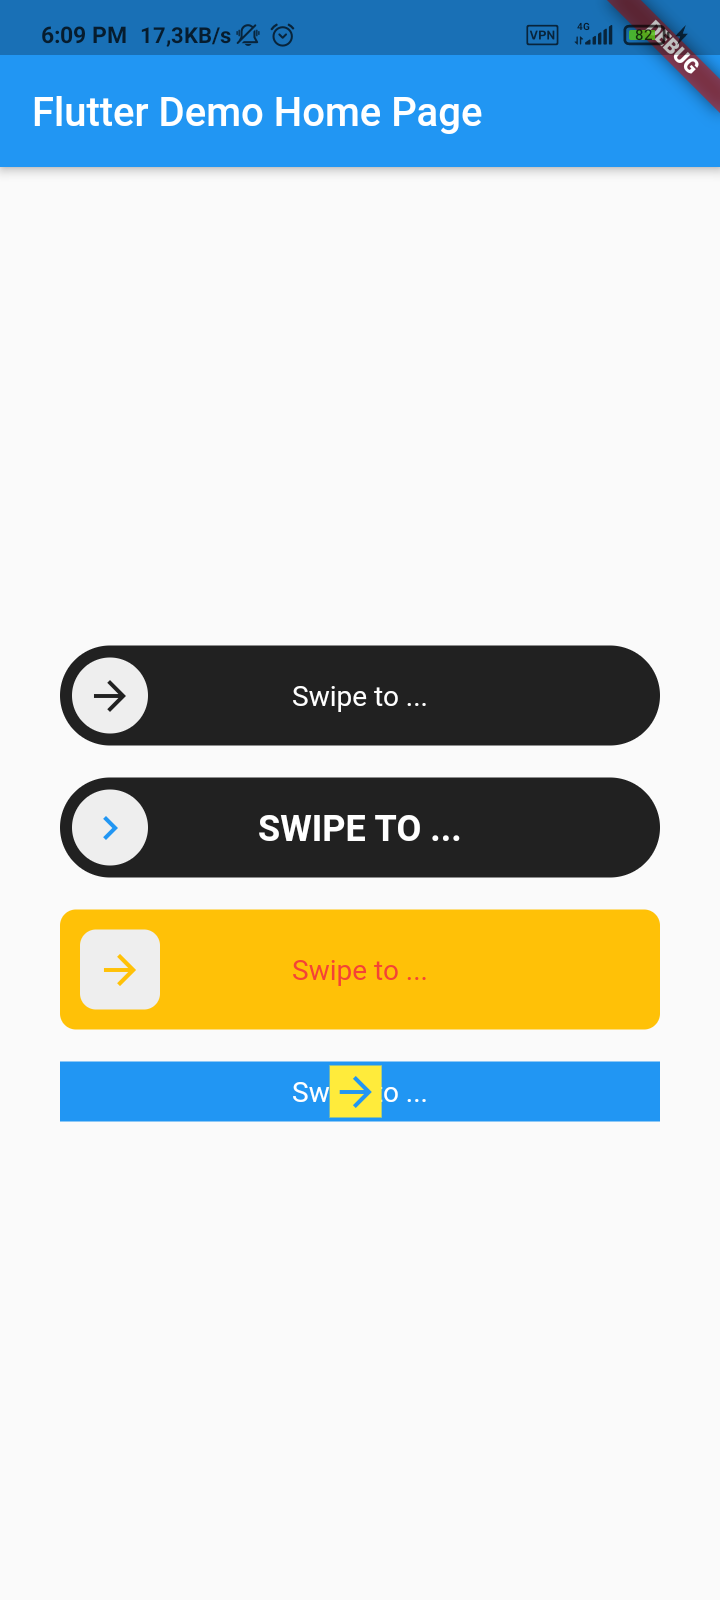 6:09 PM 17,3KB/s VPN 4G 82
DEBUG
Flutter Demo Home Page
Swipe to ...
SWIPE TO ...
Swipe to ...
Sw to ...